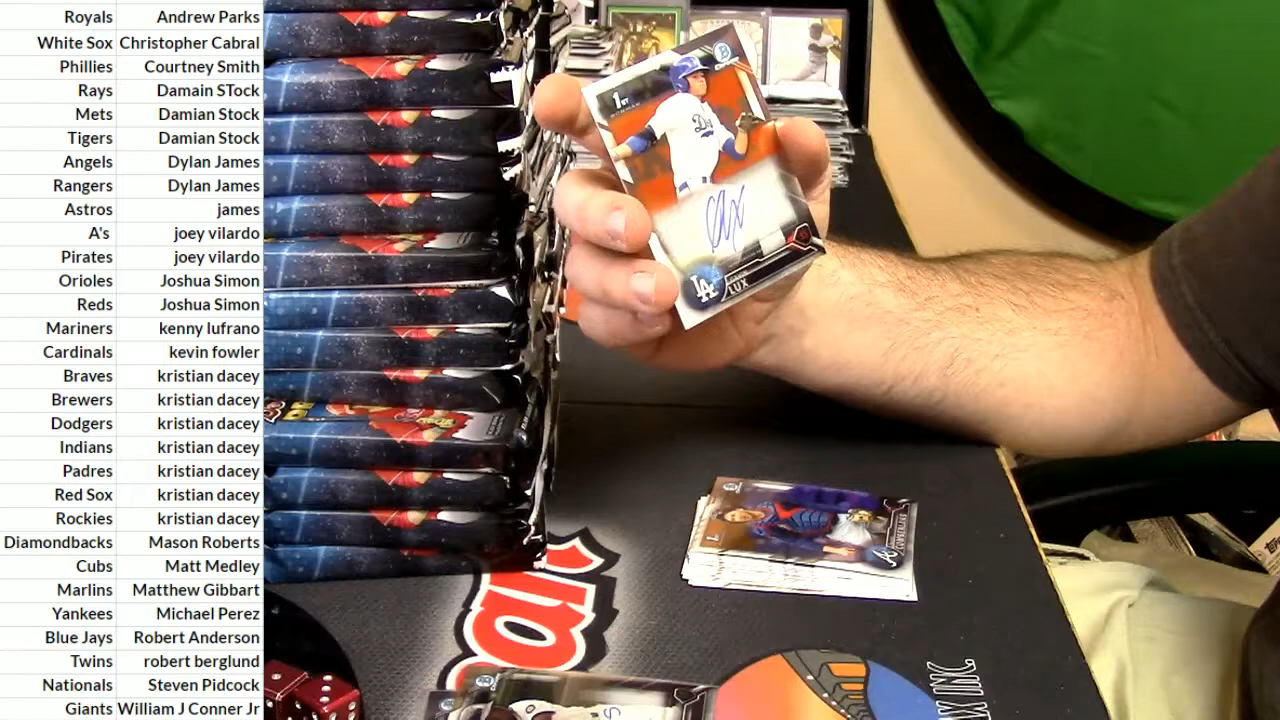 Royals Andrew Parks
White Sox Christopher Cabral
Phillies Courtney Smith
Rays Damain STock
Mets Damian Stock
Tigers Damian Stock
Angels Dylan James
Rangers Dylan James
Astros james
A's joey vilardo
Pirates joey vilardo
Orioles Joshua Simon
Reds Joshua Simon
Mariners kenny lufrano
Cardinals kevin fowler
Braves kristian dacey
Brewers kristian dacey
Dodgers kristian dacey
Indians kristian dacey
Padres kristian dacey
Red Sox kristian dacey
Rockies kristian dacey
Diamondbacks Mason Roberts
Cubs Matt Medley
Marlins Matthew Gibbart
Yankees Michael Perez
Blue Jays Robert Anderson
Twins robert berglund
Nationals Steven Pidcock
Giants William J Conner Jr
1ST
LA
LUX
CUMBERLAND
INC